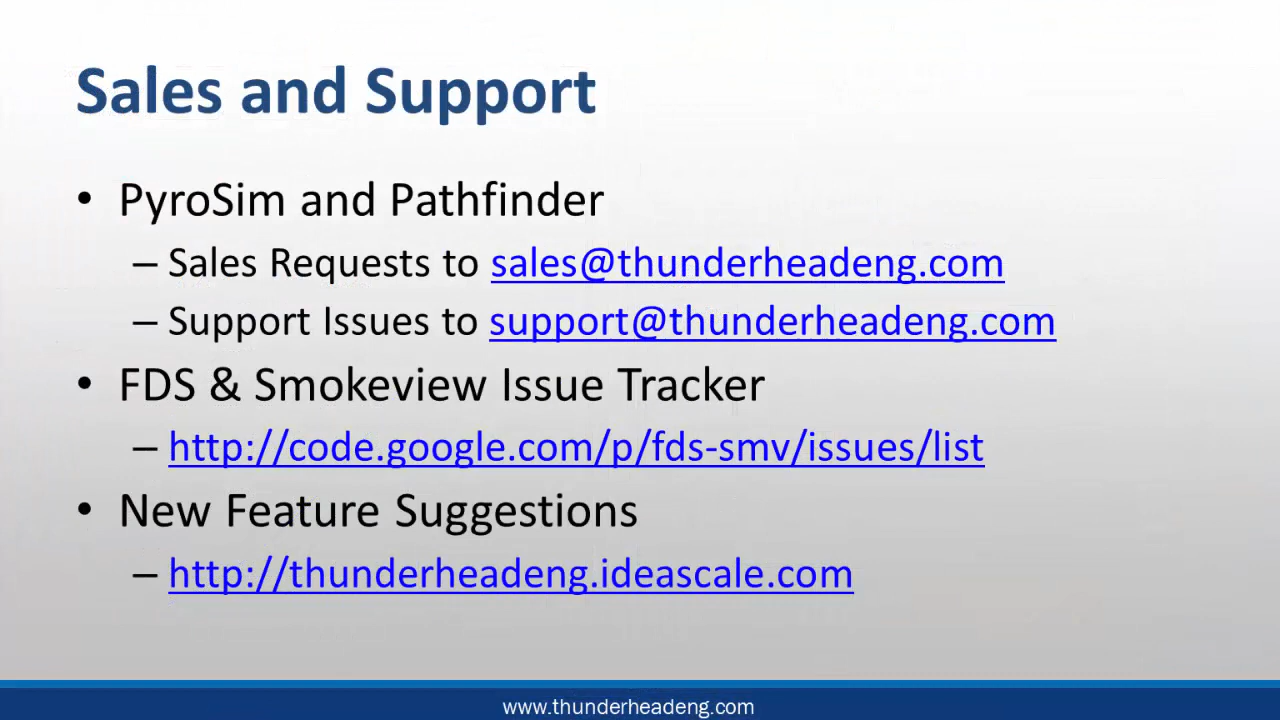 Sales and Support
• PyroSim and Pathfinder
– Sales Requests to sales@thunderheadeng.com
– Support Issues to support@thunderheadeng.com
• FDS & Smokeview Issue Tracker
– http://code.google.com/p/fds-smv/issues/list
• New Feature Suggestions
– http://thunderheadeng.ideascale.com
www.thunderheadeng.com